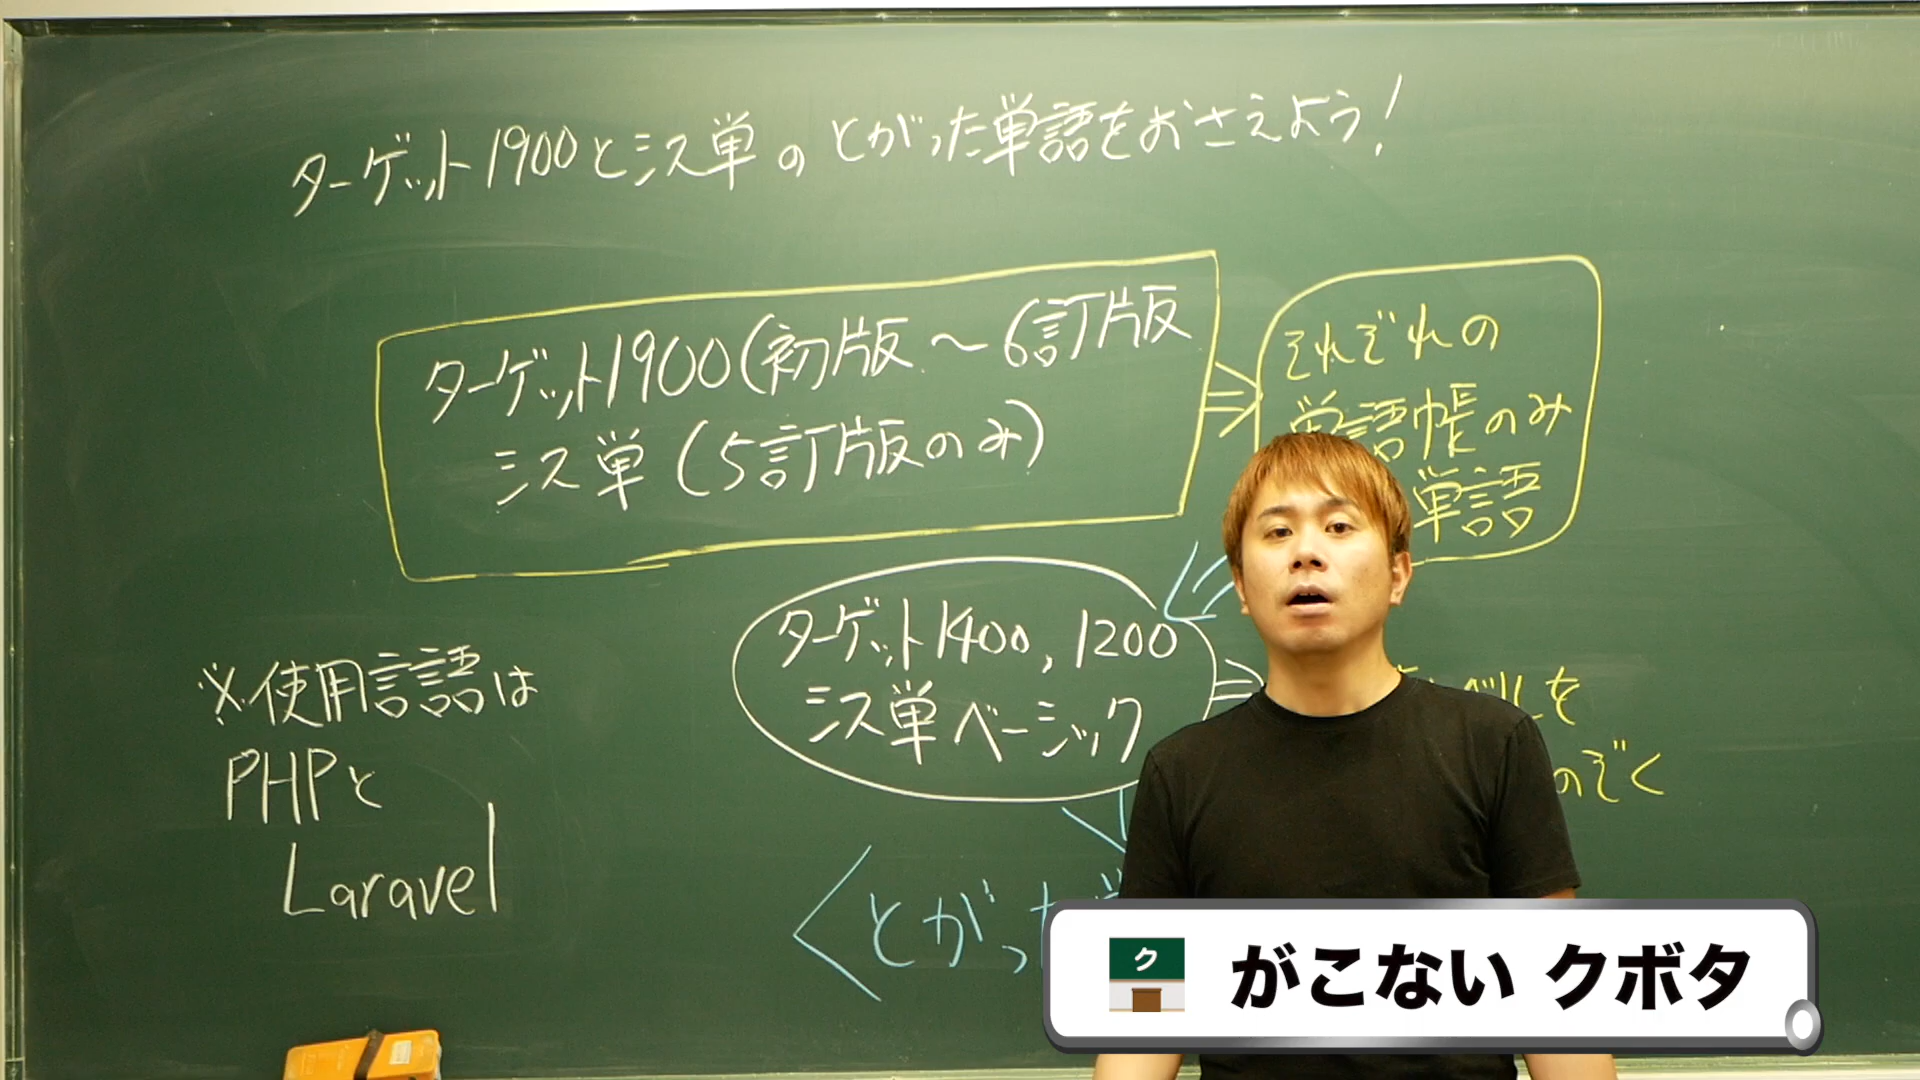 ターゲット1900とシス単のとがった単語をおさえよう!
ターゲット1900(初版〜6訂版
シス単(5訂版のみ)
それぞれの
単語帳のみ
単語
ターゲット1400, 1200
シス単ベーシック
ベルを
のぞく
※使用言語は
PHPと
Laravel
とがっ
ク
がこない クボタ